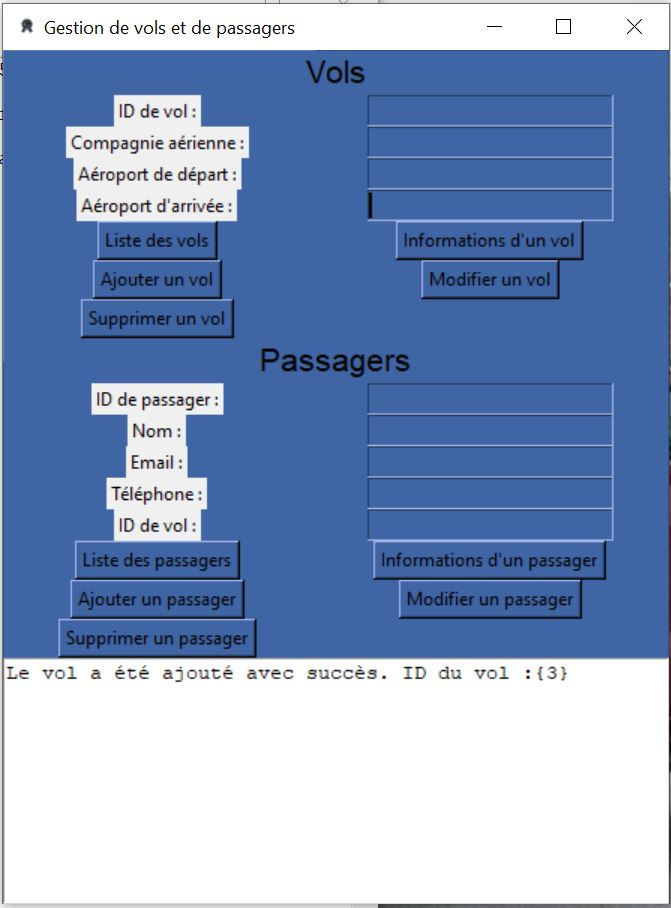 Gestion de vols et de passagers
Vols
ID de vol :
Compagnie aérienne :
Aéroport de départ :
Aéroport d'arrivée :
Liste des vols Informations d'un vol
Ajouter un vol Modifier un vol
Supprimer un vol
Passagers
ID de passager :
Nom :
Email :
Téléphone :
ID de vol :
Liste des passagers Informations d'un passager
Ajouter un passager Modifier un passager
Supprimer un passager
Le vol a été ajouté avec succès. ID du vol :{3}